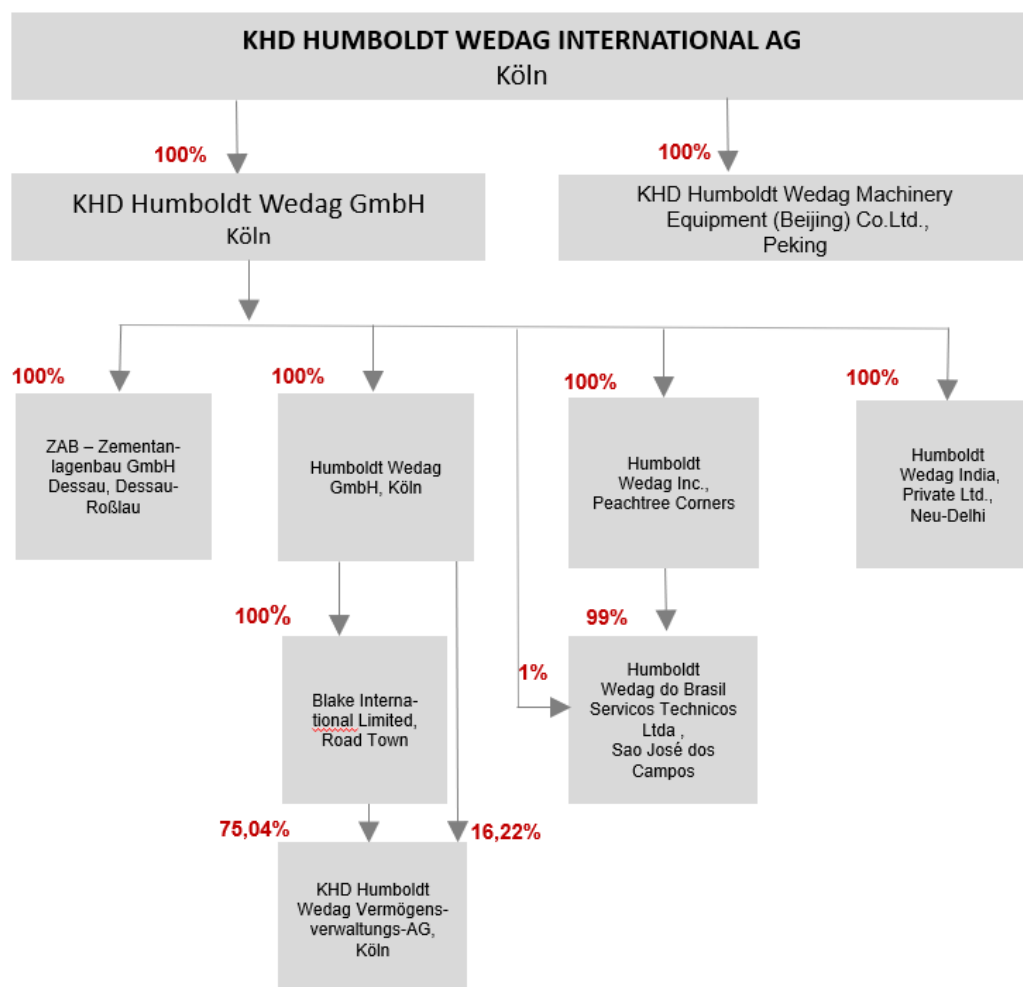 KHD HUMBOLDT WEDAG INTERNATIONAL AG
Köln
100%
100%
KHD Humboldt Wedag GmbH
Köln
KHD Humboldt Wedag Machinery
Equipment (Beijing) Co.Ltd.,
Peking
100%
100%
100%
100%
ZAB – Zementan-
lagenbau GmbH
Dessau, Dessau-
Roßlau
Humboldt Wedag
GmbH, Köln
Humboldt
Wedag Inc.,
Peachtree Corners
Humboldt
Wedag India,
Private Ltd.,
Neu-Delhi
100%
99%
1%
Blake Interna-
tional Limited,
Road Town
Humboldt
Wedag do Brasil
Servicos Technicos
Ltda ,
Sao José dos
Campos
75,04%
16,22%
KHD Humboldt
Wedag Vermögens-
verwaltungs-AG,
Köln